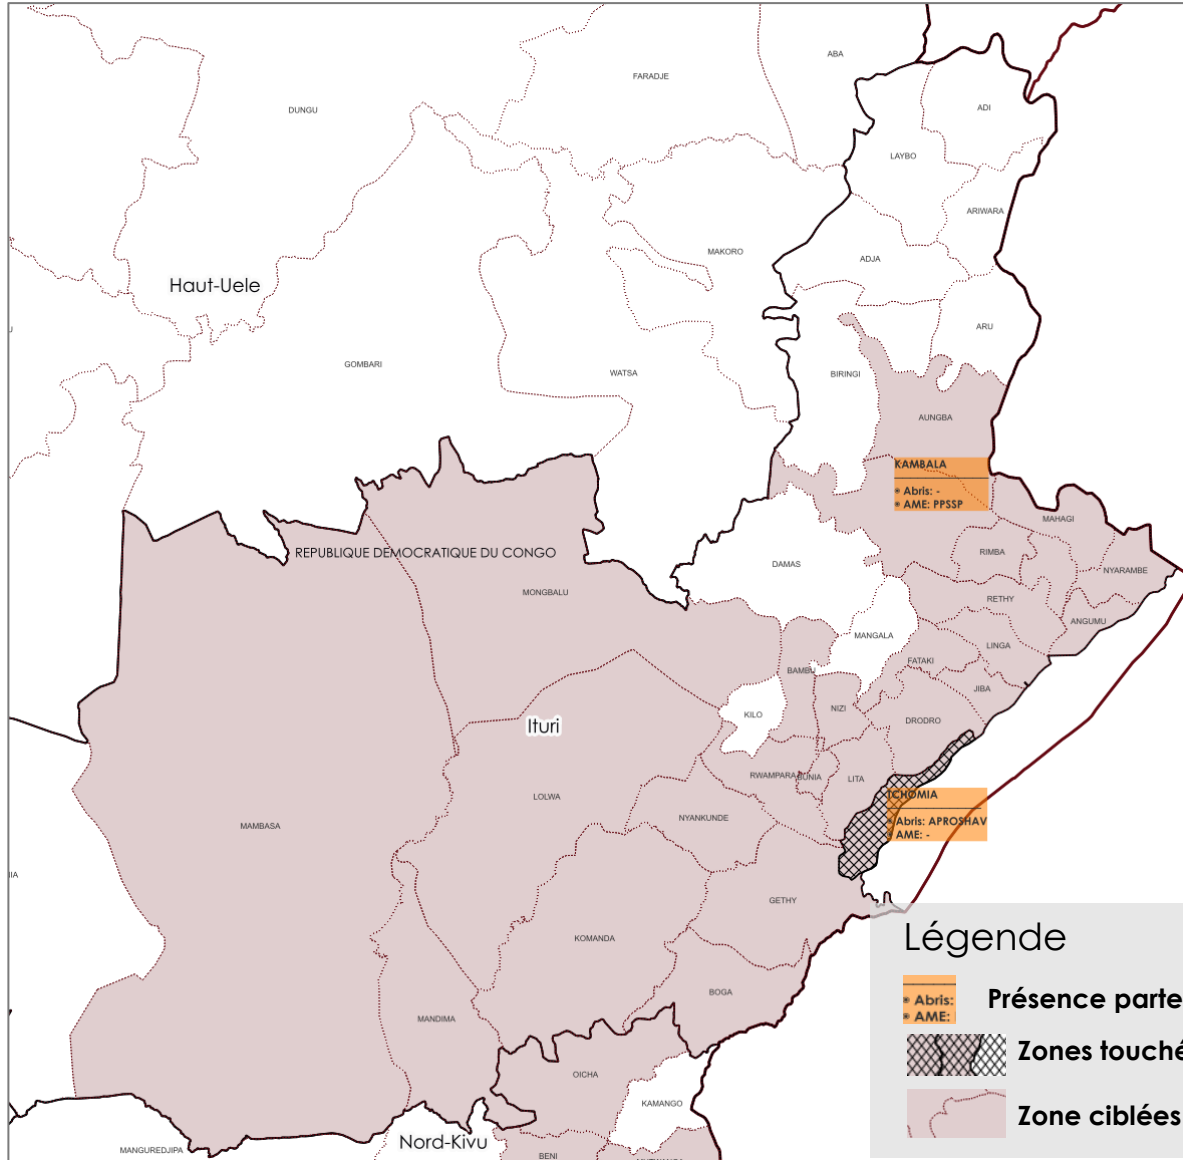 ABA
FARADJE
DUNGU
ADI
LAYBO
ARIWARA
MAKORO
ADJA
Haut-Uele
ARU
GOMBARI
WATSA
BIRINGI
AUNGBA
KAMBALA
Abris: -
AME: PPSSP
MAHAGI
REPUBLIQUE DEMOCRATIQUE DU CONGO
RIMBA
DAMAS
NYARAMBE
MONGBALU
RETHY
ANGUMU
MANGALA
LINGA
FATAKI
BAMBU
JIBA
NIZI
KILO
DRODRO
Ituri
RWAMPARA
BUNIA
LITA
LOLWA
TCHOMIA
NYANKUNDE
Abris: APROSHAV
AME: -
MAMBASA
GETHY
KOMANDA
Légende
BOGA
Abris:
AME:
Présence parte
MANDIMA
Zones touché
OICHA
KAMANGO
Zone ciblées
Nord-Kivu
MANGUREDJIPA
BENI